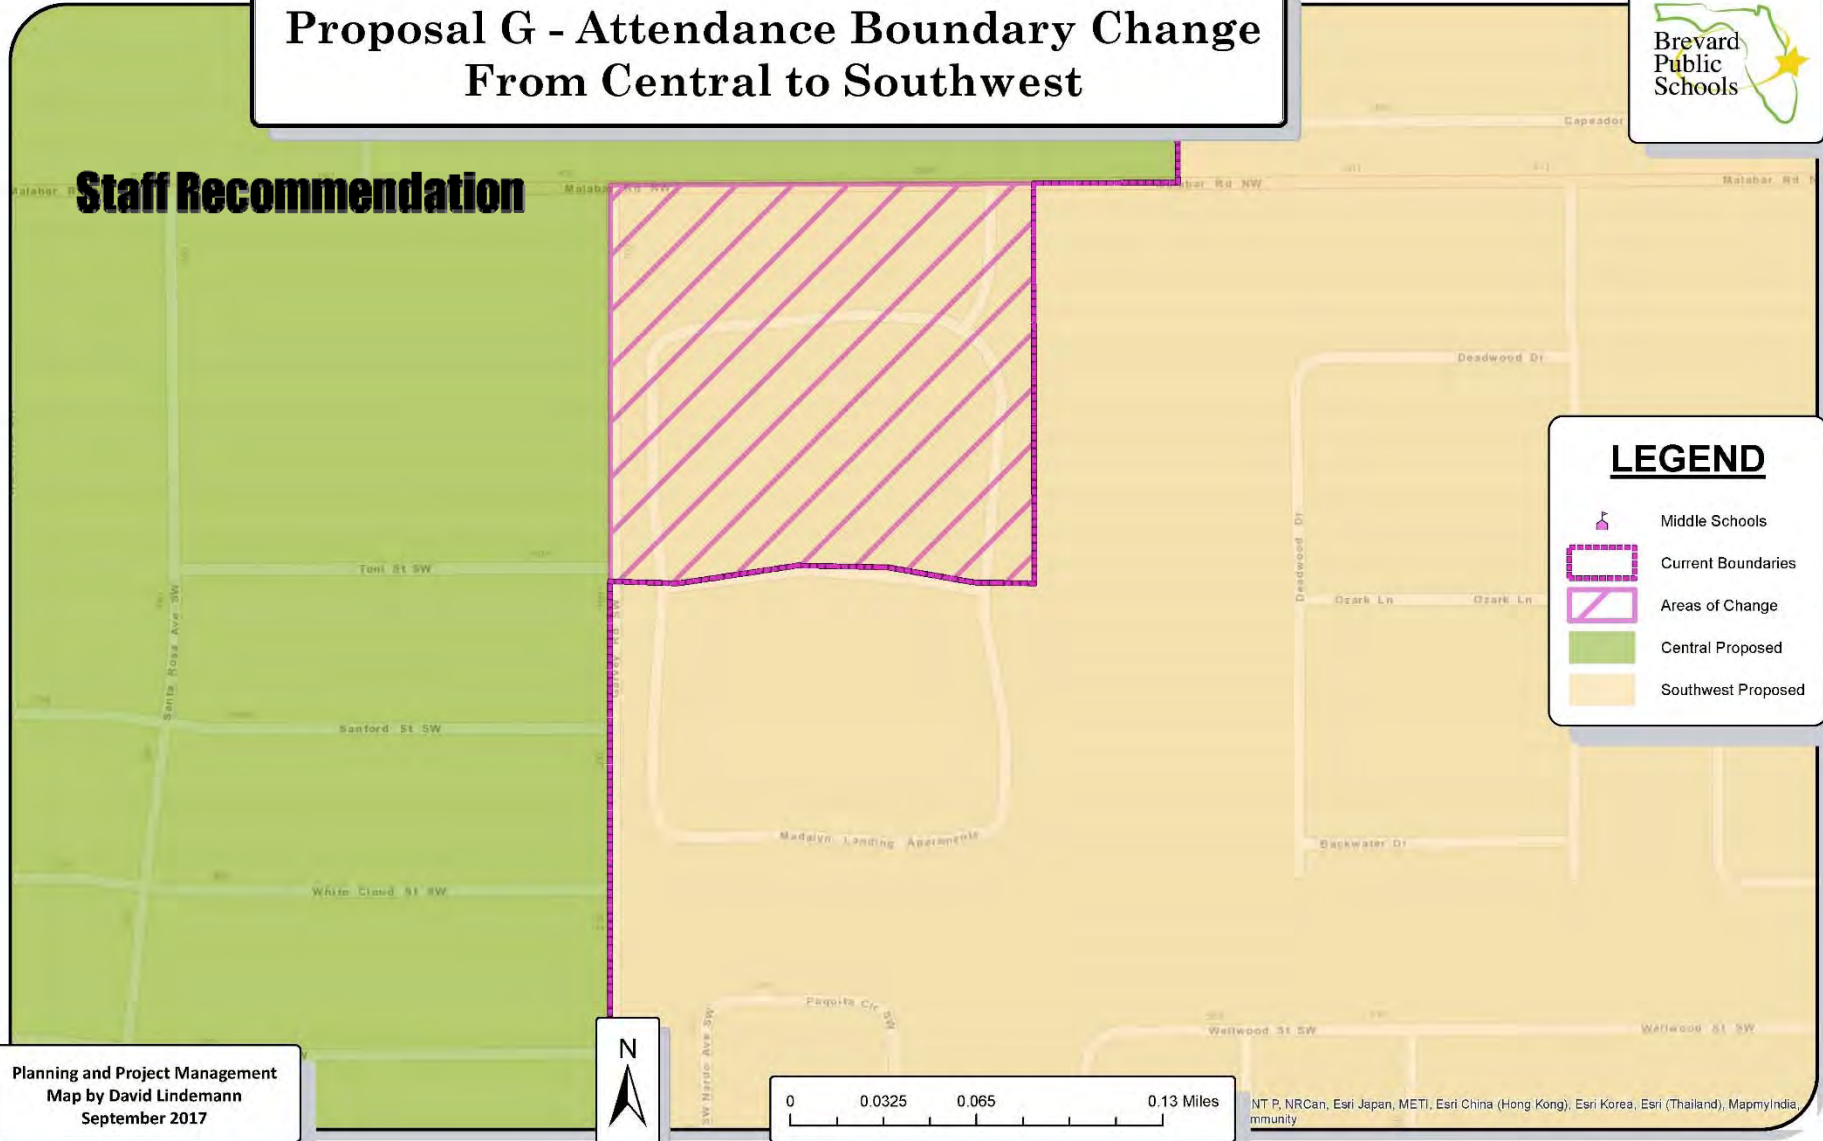 Proposal G - Attendance Boundary Change
From Central to Southwest
Brevard
Public
Schools
Staff Recommendation
Capeador
Malabar Rd NW
Malabar Rd
Deadwood Dr
Deadwood Dr
LEGEND
Middle Schools
Current Boundaries
Areas of Change
Central Proposed
Southwest Proposed
Toni St SW
Santa Rosa Ave SW
Garvey Rd SW
Ozark Ln
Ozark Ln
Sanford St SW
Madalyn Landing Apartments
Backwater Dr
White Cloud St SW
Paquita Cir SW
SW Nardo Ave SW
Wellwood St SW
Wellwood St SW
N
Planning and Project Management
Map by David Lindemann
September 2017
0 0.0325 0.065 0.13 Miles
NT P, NRCan, Esri Japan, METI, Esri China (Hong Kong), Esri Korea, Esri (Thailand), MapmyIndia,
mmunity